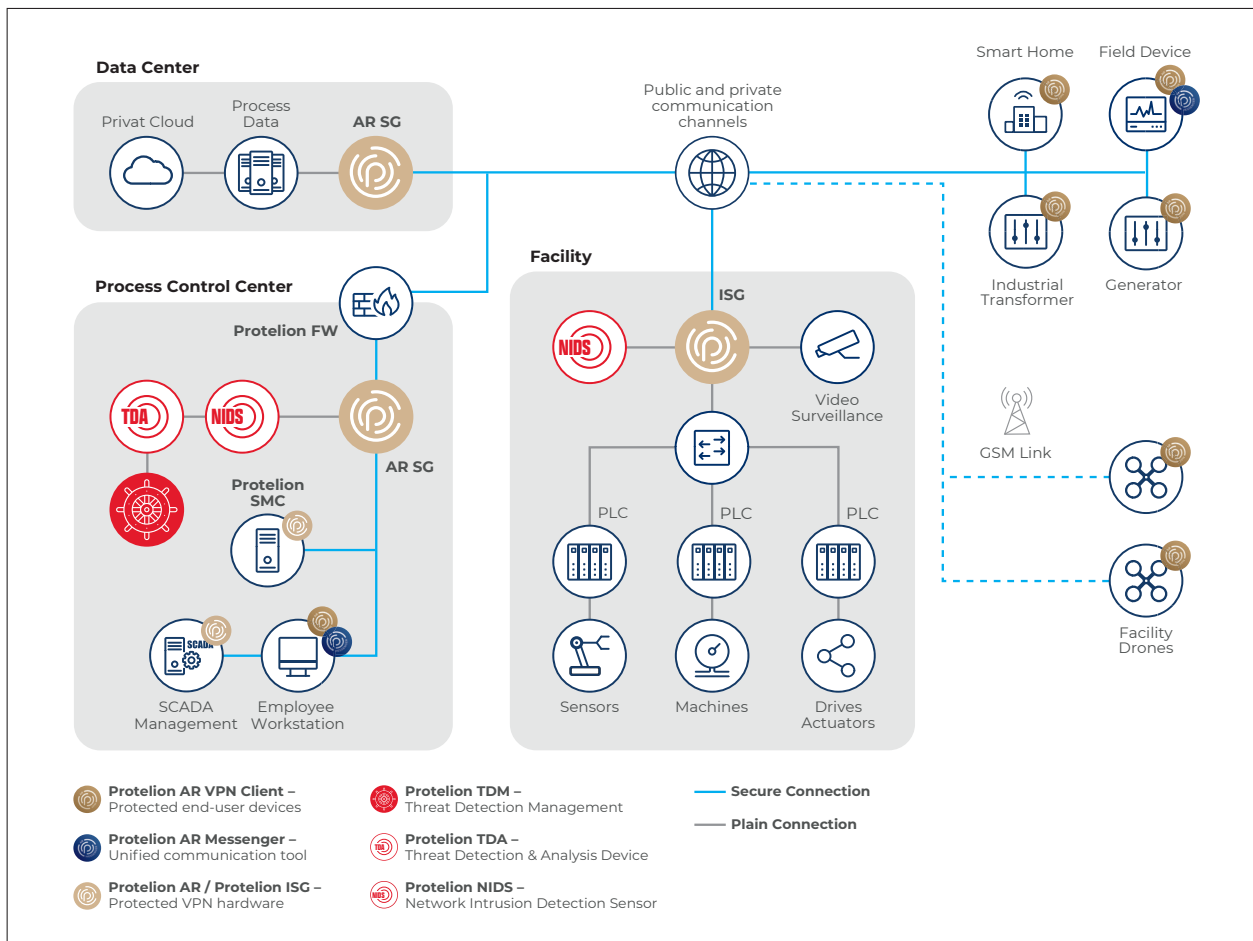 Data Center
Privat Cloud
Process
Data
AR SG
Public and private
communication
channels
Smart Home
Field Device
Industrial
Transformer
Generator
Process Control Center
Protelion FW
TDA
NIDS
AR SG
Protelion
SMC
SCADA
SCADA
Management
Employee
Workstation
Facility
ISG
NIDS
Video
Surveillance
PLC
PLC
PLC
Sensors
Machines
Drives
Actuators
GSM Link
Facility
Drones
Protelion AR VPN Client –
Protected end-user devices
Protelion AR Messenger –
Unified communication tool
Protelion AR / Protelion ISG –
Protected VPN hardware
Protelion TDM –
Threat Detection Management
TDA
Protelion TDA –
Threat Detection & Analysis Device
NIDS
Protelion NIDS –
Network Intrusion Detection Sensor
Secure Connection
Plain Connection